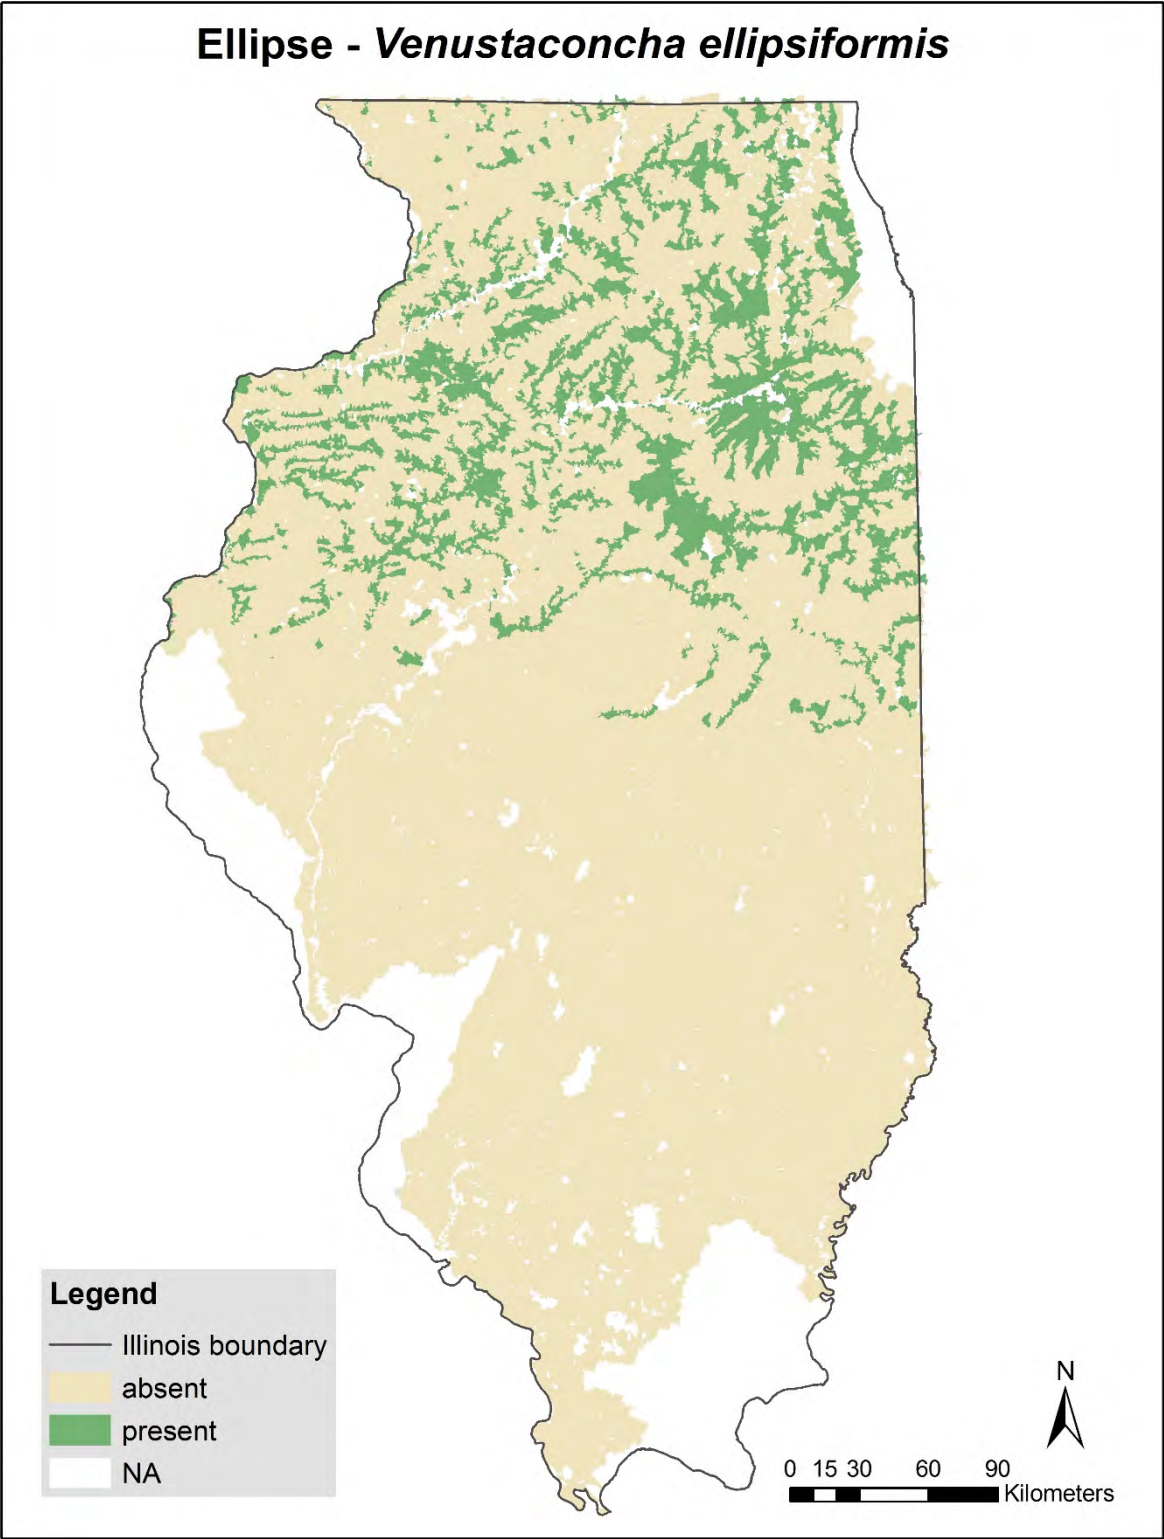 Ellipse - Venustaconcha ellipsiformis
Legend
Illinois boundary
absent
present
NA
N
0 15 30 60 90
Kilometers